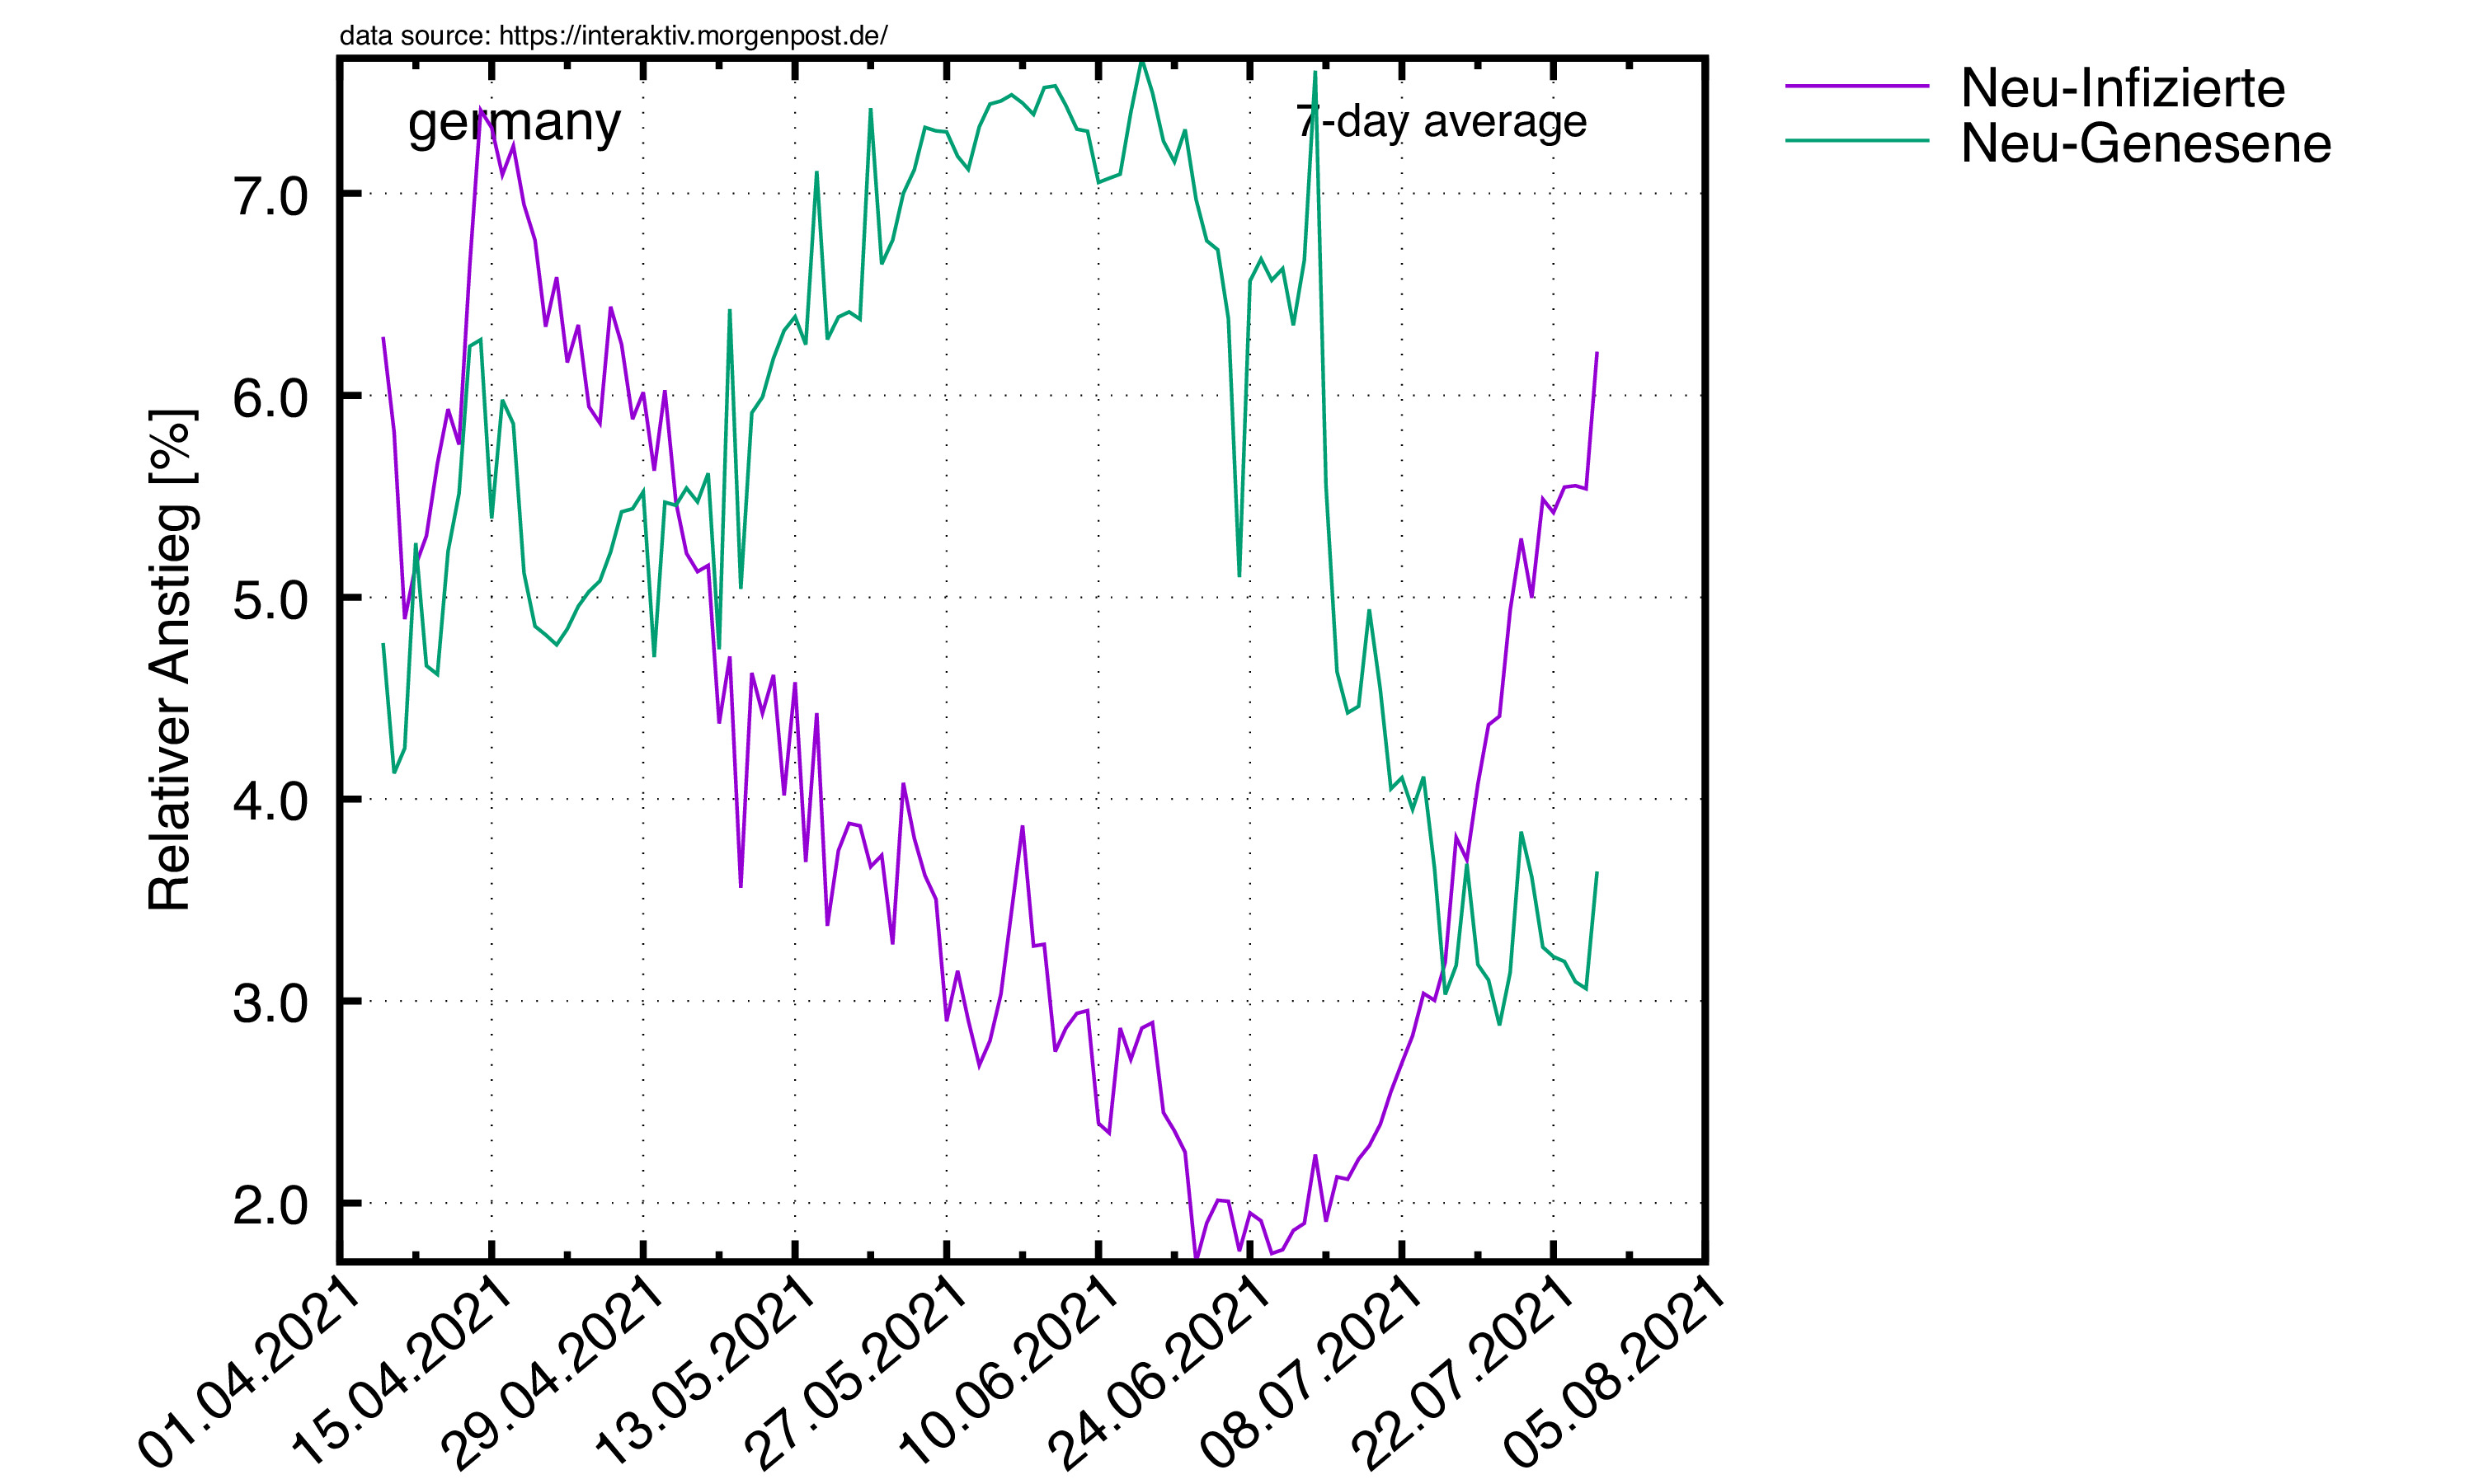 data source: https://interaktiv.morgenpost.de/
germany
7-day average
Neu-Infizierte
Neu-Genesene
Relativer Anstieg [%]
7.0
6.0
5.0
4.0
3.0
2.0
01.04.2021
15.04.2021
29.04.2021
13.05.2021
27.05.2021
10.06.2021
24.06.2021
08.07.2021
22.07.2021
05.08.2021